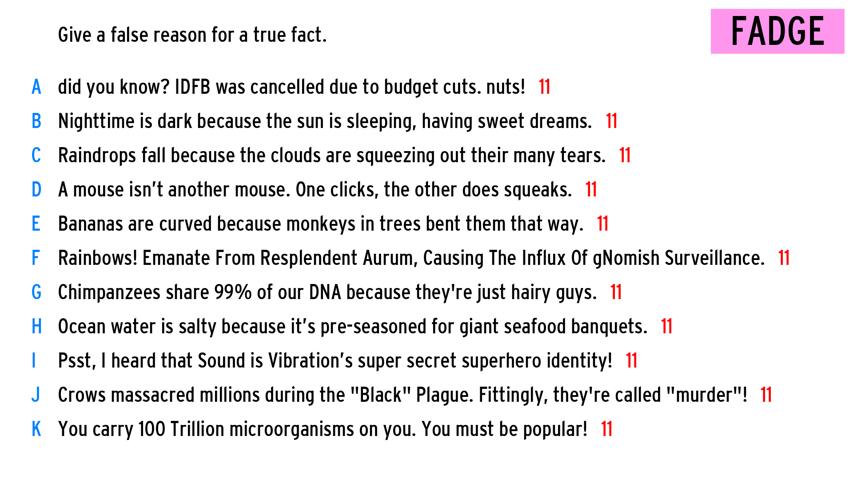 Give a false reason for a true fact.
FADGE
A did you know? IDFB was cancelled due to budget cuts. nuts! 11
B Nighttime is dark because the sun is sleeping, having sweet dreams. 11
C Raindrops fall because the clouds are squeezing out their many tears. 11
D A mouse isn't another mouse. One clicks, the other does squeaks. 11
E Bananas are curved because monkeys in trees bent them that way. 11
F Rainbows! Emanate From Resplendent Aurum, Causing The Influx Of gNomish Surveillance. 11
G Chimpanzees share 99% of our DNA because they're just hairy guys. 11
H Ocean water is salty because it's pre-seasoned for giant seafood banquets. 11
I Psst, I heard that Sound is Vibration's super secret superhero identity! 11
J Crows massacred millions during the "Black" Plague. Fittingly, they're called "murder"! 11
K You carry 100 Trillion microorganisms on you. You must be popular! 11